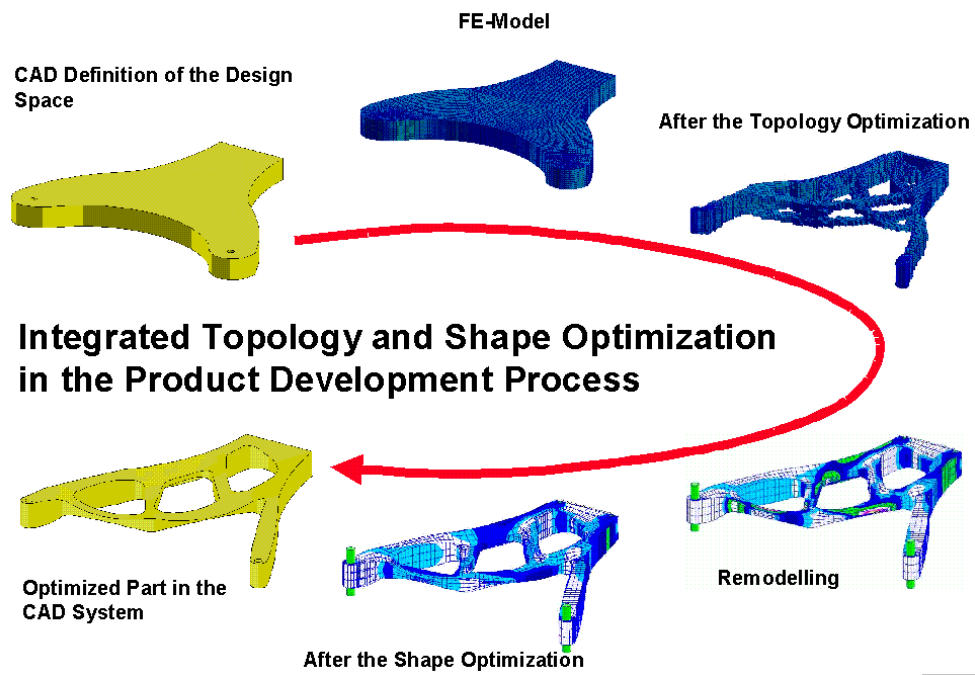 FE-Model
CAD Definition of the Design
Space
After the Topology Optimization
Integrated Topology and Shape Optimization
in the Product Development Process
Remodelling
Optimized Part in the
CAD System
After the Shape Optimization